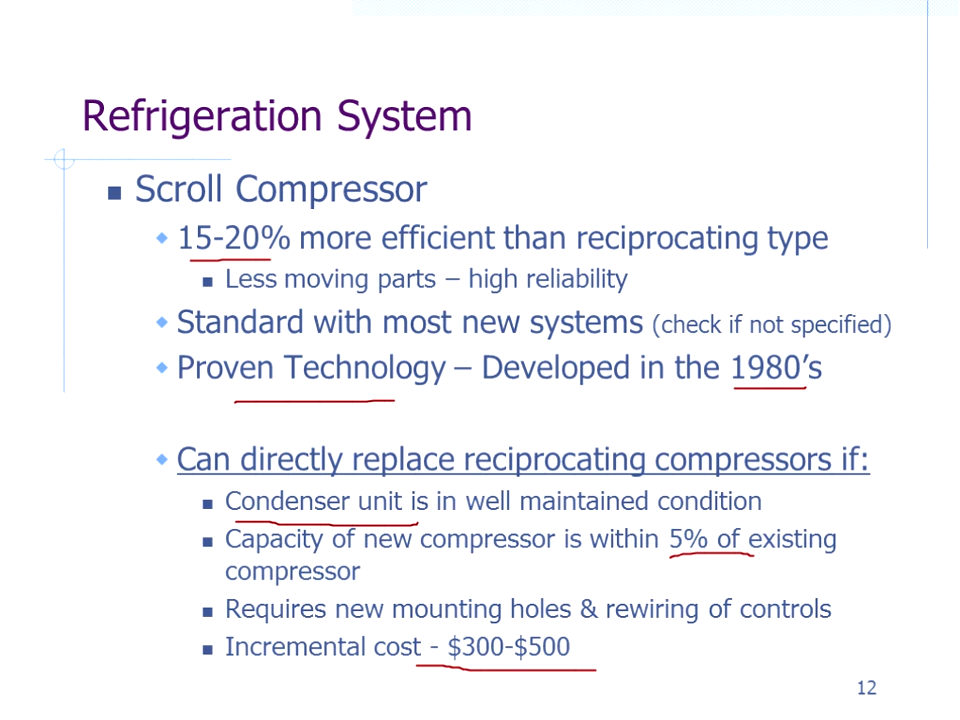 Refrigeration System
Scroll Compressor
15-20% more efficient than reciprocating type
Less moving parts – high reliability
Standard with most new systems (check if not specified)
Proven Technology – Developed in the 1980’s
Can directly replace reciprocating compressors if:
Condenser unit is in well maintained condition
Capacity of new compressor is within 5% of existing
compressor
Requires new mounting holes & rewiring of controls
Incremental cost - $300-$500
12